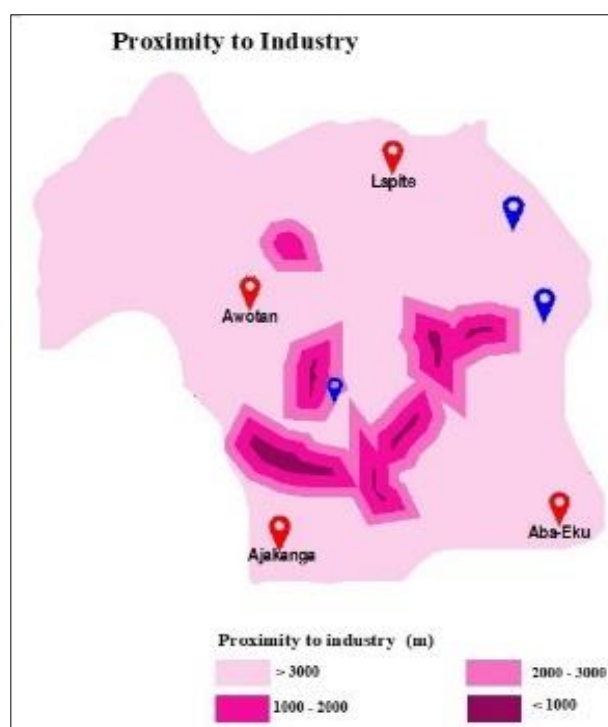 Proximity to Industry
Lapite
Awotan
Aba-Eku
Ajakanga
Proximity to industry (m)
> 3000
2000 - 3000
1000 - 2000
< 1000